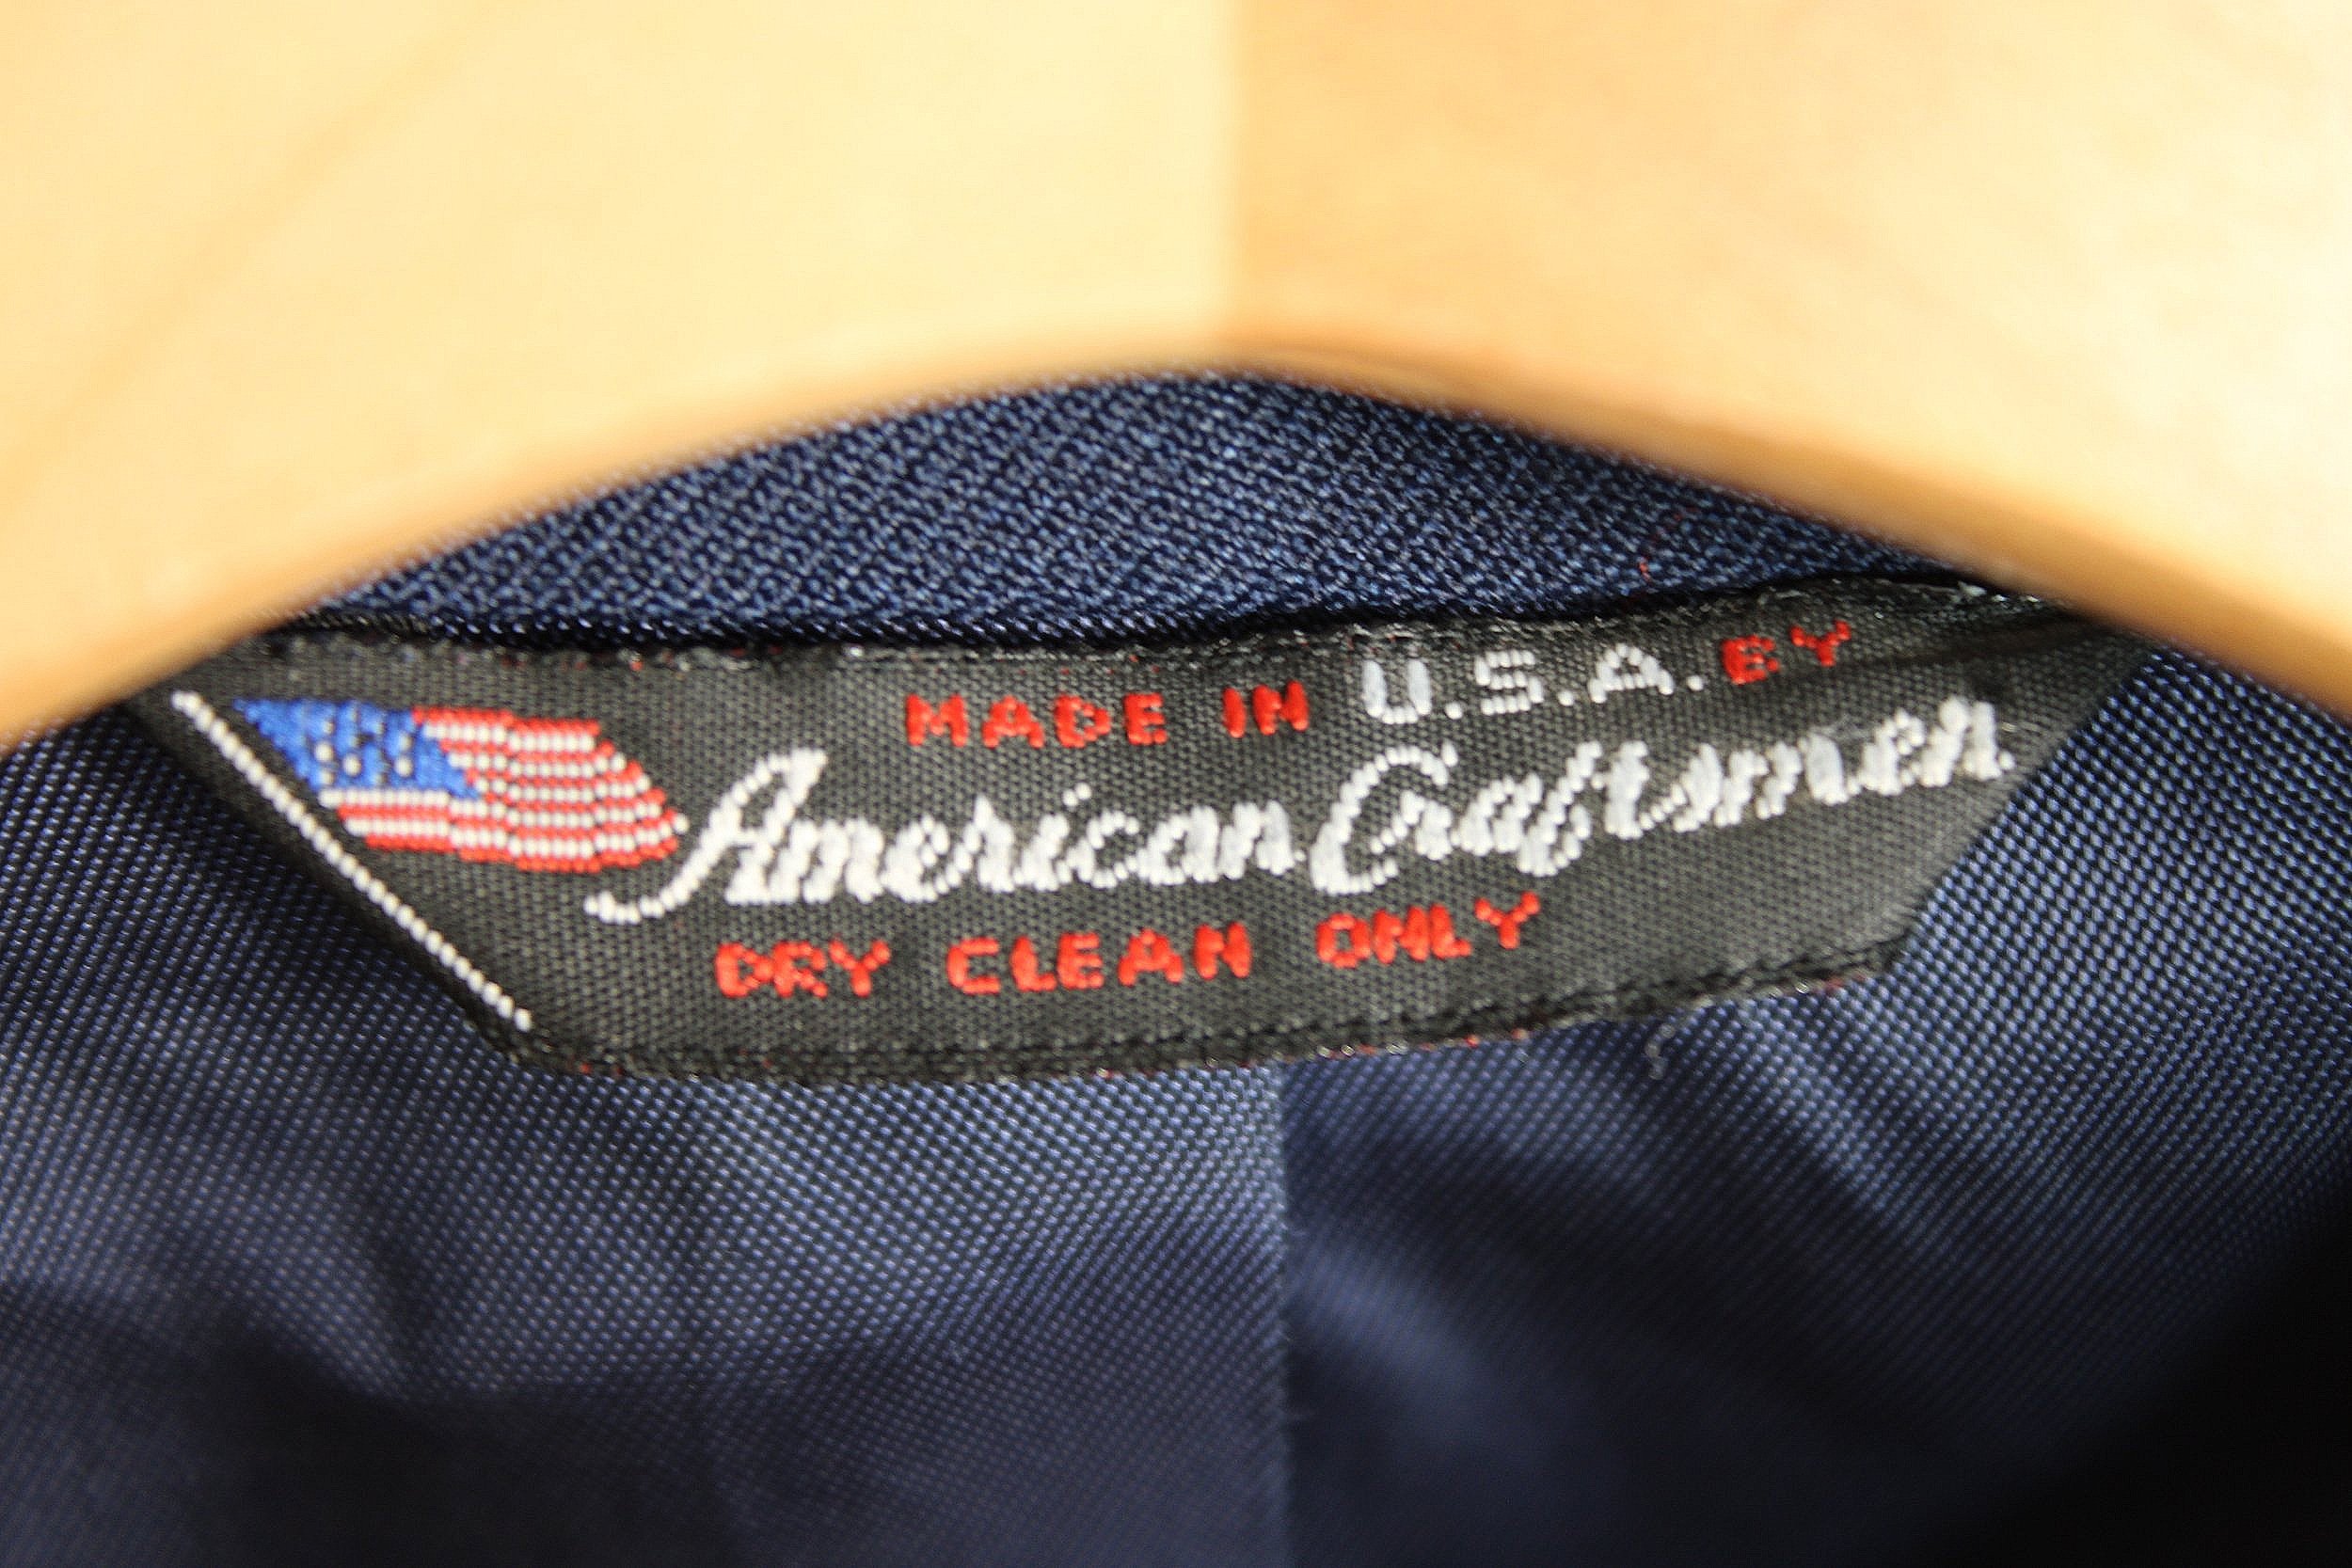 MADE IN U.S.A. BY
American Craftsmen
DRY CLEAN ONLY